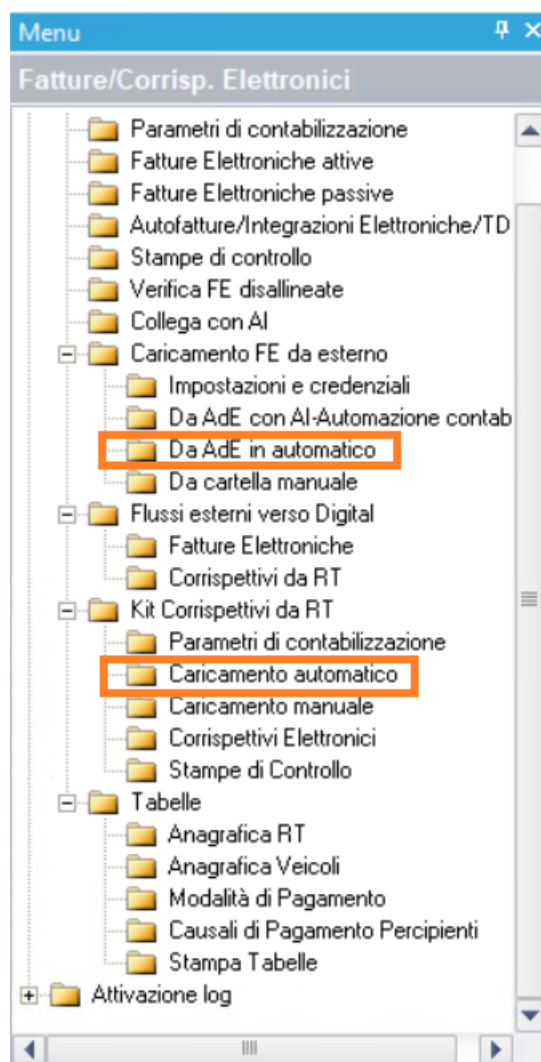 Menu
Fatture/Corrisp. Elettronici
Parametri di contabilizzazione
Fatture Elettroniche attive
Fatture Elettroniche passive
Autofatture/Integrazioni Elettroniche/TD
Stampe di controllo
Verifica FE disallineate
Collega con AI
Caricamento FE da esterno
Impostazioni e credenziali
Da AdE con AI-Automazione contab
Da AdE in automatico
Da cartella manuale
Flussi esterni verso Digital
Fatture Elettroniche
Corrispettivi da RT
Kit Corrispettivi da RT
Parametri di contabilizzazione
Caricamento automatico
Caricamento manuale
Corrispettivi Elettronici
Stampe di Controllo
Tabelle
Anagrafica RT
Anagrafica Veicoli
Modalità di Pagamento
Causali di Pagamento Percipienti
Stampa Tabelle
Attivazione log